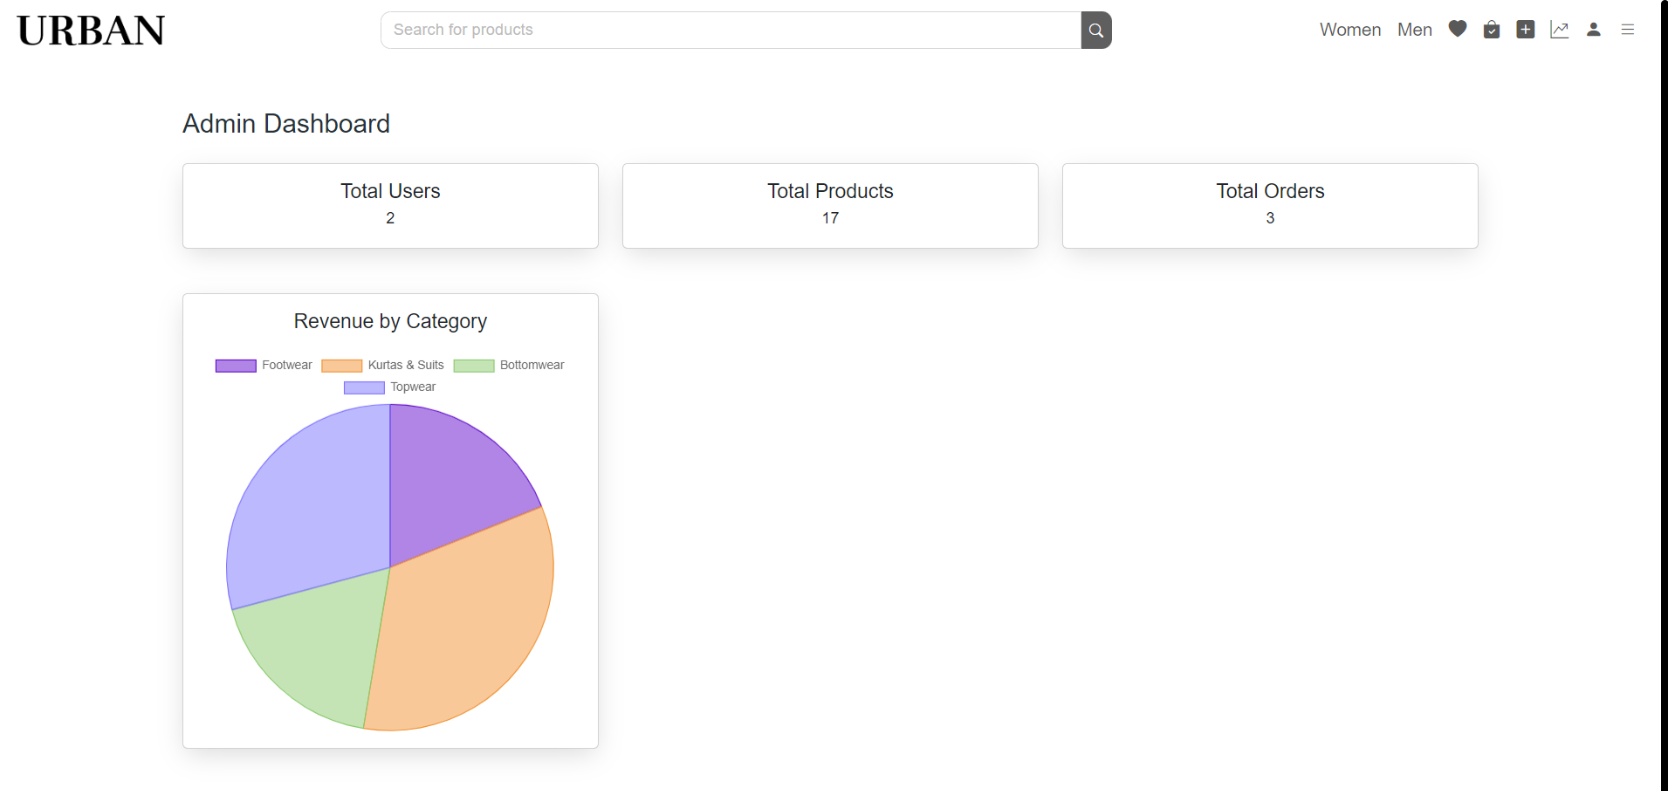 URBAN
Search for products
Women Men
Admin Dashboard
Total Users
2
Total Products
17
Total Orders
3
Revenue by Category
Footwear Kurtas & Suits Bottomwear
Topwear